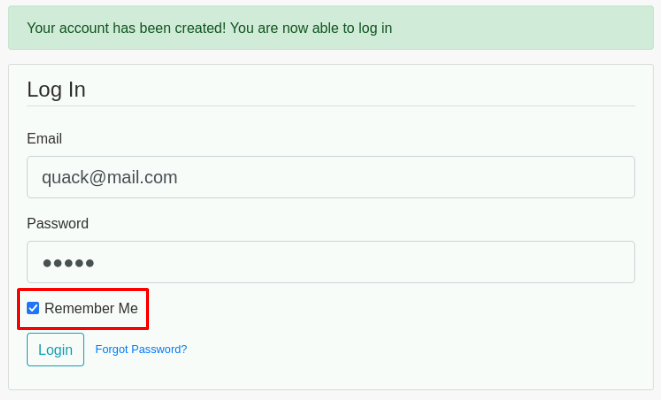 Your account has been created! You are now able to log in
Log In
Email
quack@mail.com
Password
●●●●●
Remember Me
Login Forgot Password?